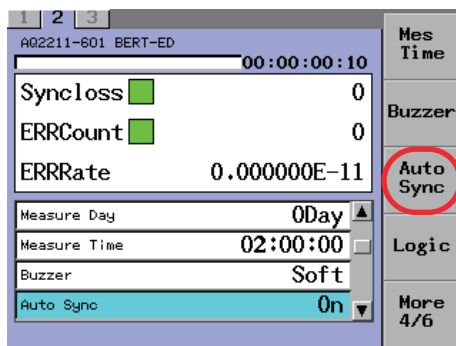 1 2 3
AQ2211-601 BERT-ED
00:00:00:10
Syncloss 0
ERRCount 0
ERRRate 0.000000E-11
Measure Day 0Day
Measure Time 02:00:00
Buzzer Soft
Auto Sync On
Mes
Time
Buzzer
Auto
Sync
Logic
More
4/6